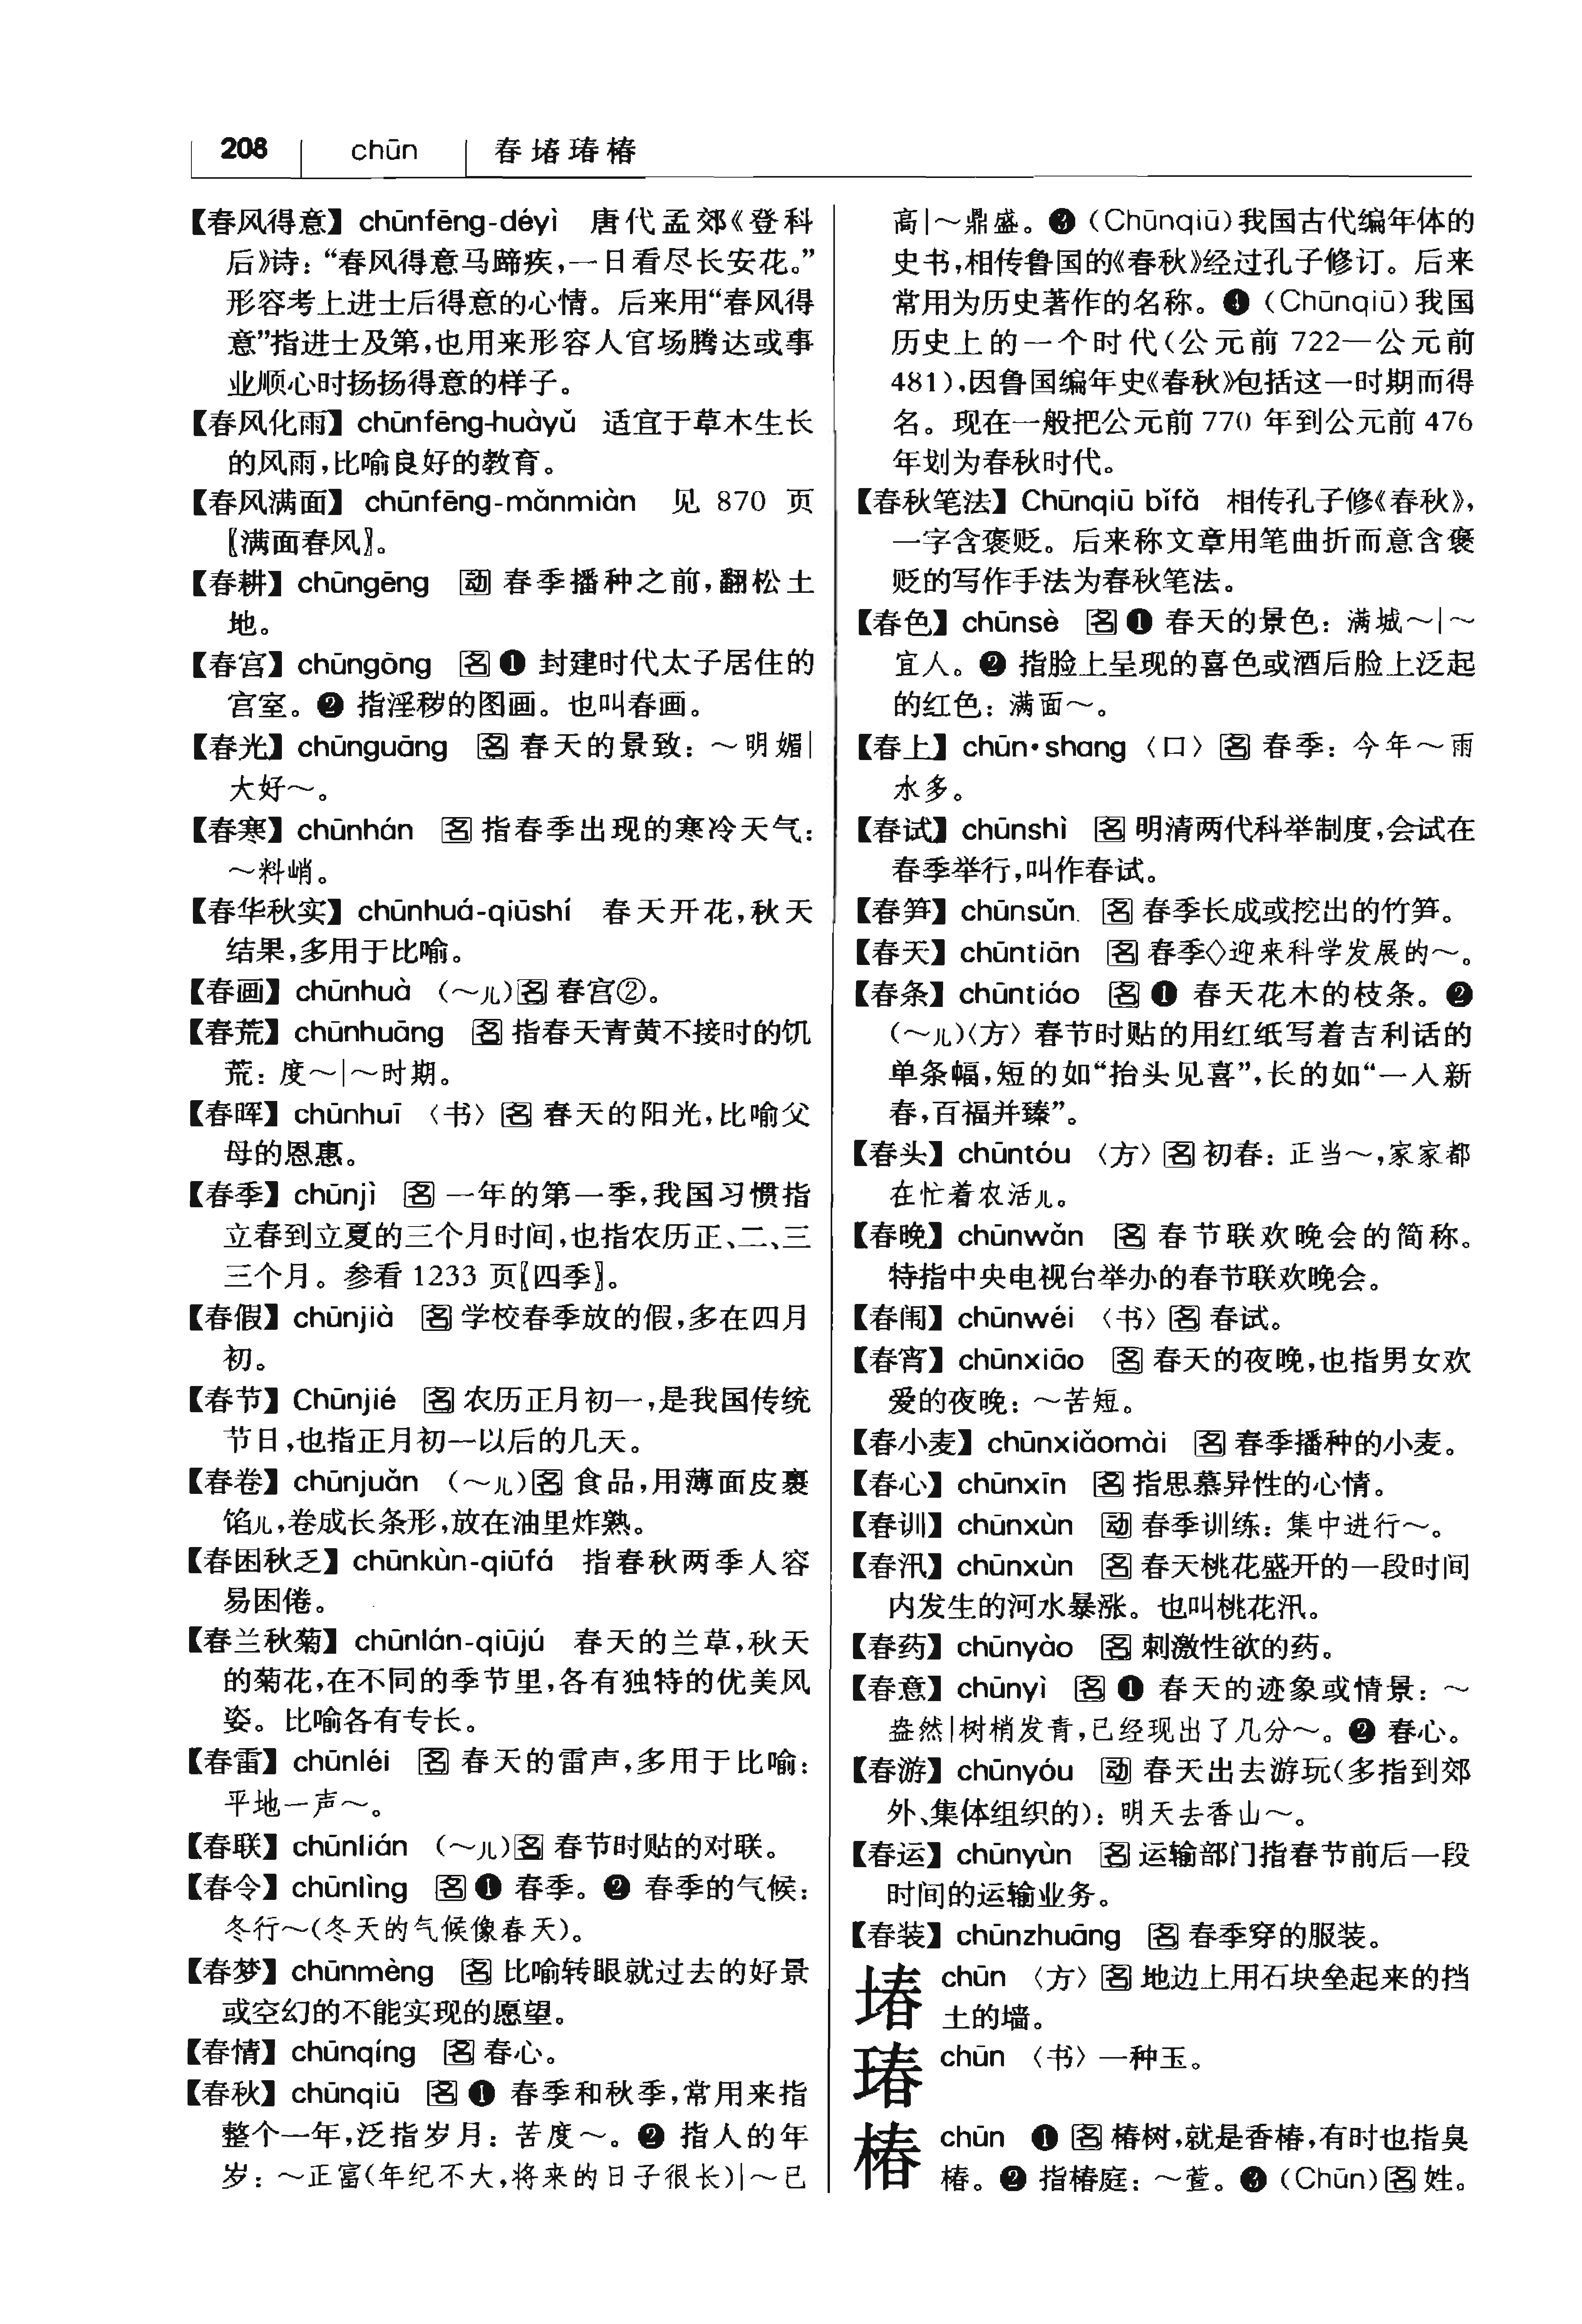 208 chūn 春堾瑃椿
【春风得意】chūnfēng-déyì 唐代孟郊《登科
后》诗：“春风得意马蹄疾，一日看尽长安花。”
形容考上进士后得意的心情。后来用“春风得
意”指进士及第，也用来形容人官场腾达或事
业顺心时扬扬得意的样子。
【春风化雨】chūnfēng-huàyǔ 适宜于草木生长
的风雨，比喻良好的教育。
【春风满面】chūnfēng-mǎnmiàn 见 870 页
〖满面春风〗。
【春耕】chūngēng 动 春季播种之前，翻松土
地。
【春宫】chūngōng 名 ❶ 封建时代太子居住的
宫室。❷ 指淫秽的图画。也叫春画。
【春光】chūnguāng 名 春天的景致：～明媚|
大好～。
【春寒】chūnhán 名 指春季出现的寒冷天气：
～料峭。
【春华秋实】chūnhuá-qiūshí 春天开花，秋天
结果，多用于比喻。
【春画】chūnhuà （～儿）名 春宫②。
【春荒】chūnhuāng 名 指春天青黄不接时的饥
荒：度～|～时期。
【春晖】chūnhuī 〈书〉名 春天的阳光，比喻父
母的恩惠。
【春季】chūnjì 名 一年的第一季，我国习惯指
立春到立夏的三个月时间，也指农历正、二、三
三个月。参看 1233 页〖四季〗。
【春假】chūnjià 名 学校春季放的假，多在四月
初。
【春节】Chūnjié 名 农历正月初一，是我国传统
节日，也指正月初一以后的几天。
【春卷】chūnjuǎn （～儿）名 食品，用薄面皮裹
馅儿，卷成长条形，放在油里炸熟。
【春困秋乏】chūnkùn-qiūfá 指春秋两季人容
易困倦。
【春兰秋菊】chūnlán-qiūjú 春天的兰草，秋天
的菊花，在不同的季节里，各有独特的优美风
姿。比喻各有专长。
【春雷】chūnléi 名 春天的雷声，多用于比喻：
平地一声～。
【春联】chūnlián （～儿）名 春节时贴的对联。
【春令】chūnlìng 名 ❶ 春季。❷ 春季的气候：
冬行～（冬天的气候像春天）。
【春梦】chūnmèng 名 比喻转眼就过去的好景
或空幻的不能实现的愿望。
【春情】chūnqíng 名 春心。
【春秋】chūnqiū 名 ❶ 春季和秋季，常用来指
整个一年，泛指岁月：苦度～。❷ 指人的年
岁：～正富（年纪不大，将来的日子很长）|～已
高|～鼎盛。❸（Chūnqiū）我国古代编年体的
史书，相传鲁国的《春秋》经过孔子修订。后来
常用为历史著作的名称。❹（Chūnqiū）我国
历史上的一个时代（公元前 722—公元前
481），因鲁国编年史《春秋》包括这一时期而得
名。现在一般把公元前 770 年到公元前 476
年划为春秋时代。
【春秋笔法】Chūnqiū bǐfǎ 相传孔子修《春秋》，
一字含褒贬。后来称文章用笔曲折而意含褒
贬的写作手法为春秋笔法。
【春色】chūnsè 名 ❶ 春天的景色：满城～|～
宜人。❷ 指脸上呈现的喜色或酒后脸上泛起
的红色：满面～。
【春上】chūn•shang 〈口〉名 春季：今年～雨
水多。
【春试】chūnshì 名 明清两代科举制度，会试在
春季举行，叫作春试。
【春笋】chūnsǔn 名 春季长成或挖出的竹笋。
【春天】chūntiān 名 春季◇迎来科学发展的～。
【春条】chūntiáo 名 ❶ 春天花木的枝条。❷
（～儿）〈方〉春节时贴的用红纸写着吉利话的
单条幅，短的如“抬头见喜”，长的如“一入新
春，百福并臻”。
【春头】chūntóu 〈方〉名 初春：正当～，家家都
在忙着农活儿。
【春晚】chūnwǎn 名 春节联欢晚会的简称。
特指中央电视台举办的春节联欢晚会。
【春闱】chūnwéi 〈书〉名 春试。
【春宵】chūnxiāo 名 春天的夜晚，也指男女欢
爱的夜晚：～苦短。
【春小麦】chūnxiǎomài 名 春季播种的小麦。
【春心】chūnxīn 名 指思慕异性的心情。
【春训】chūnxùn 动 春季训练：集中进行～。
【春汛】chūnxùn 名 春天桃花盛开的一段时间
内发生的河水暴涨。也叫桃花汛。
【春药】chūnyào 名 刺激性欲的药。
【春意】chūnyì 名 ❶ 春天的迹象或情景：～
盎然|树梢发青，已经现出了几分～。❷ 春心。
【春游】chūnyóu 动 春天出去游玩（多指到郊
外、集体组织的）：明天去香山～。
【春运】chūnyùn 名 运输部门指春节前后一段
时间的运输业务。
【春装】chūnzhuāng 名 春季穿的服装。
堾 chūn 〈方〉名 地边上用石块垒起来的挡
土的墙。
瑃 chūn 〈书〉一种玉。
椿 chūn ❶ 名 椿树，就是香椿，有时也指臭
椿。❷ 指椿庭：～萱。❸（Chūn）名 姓。